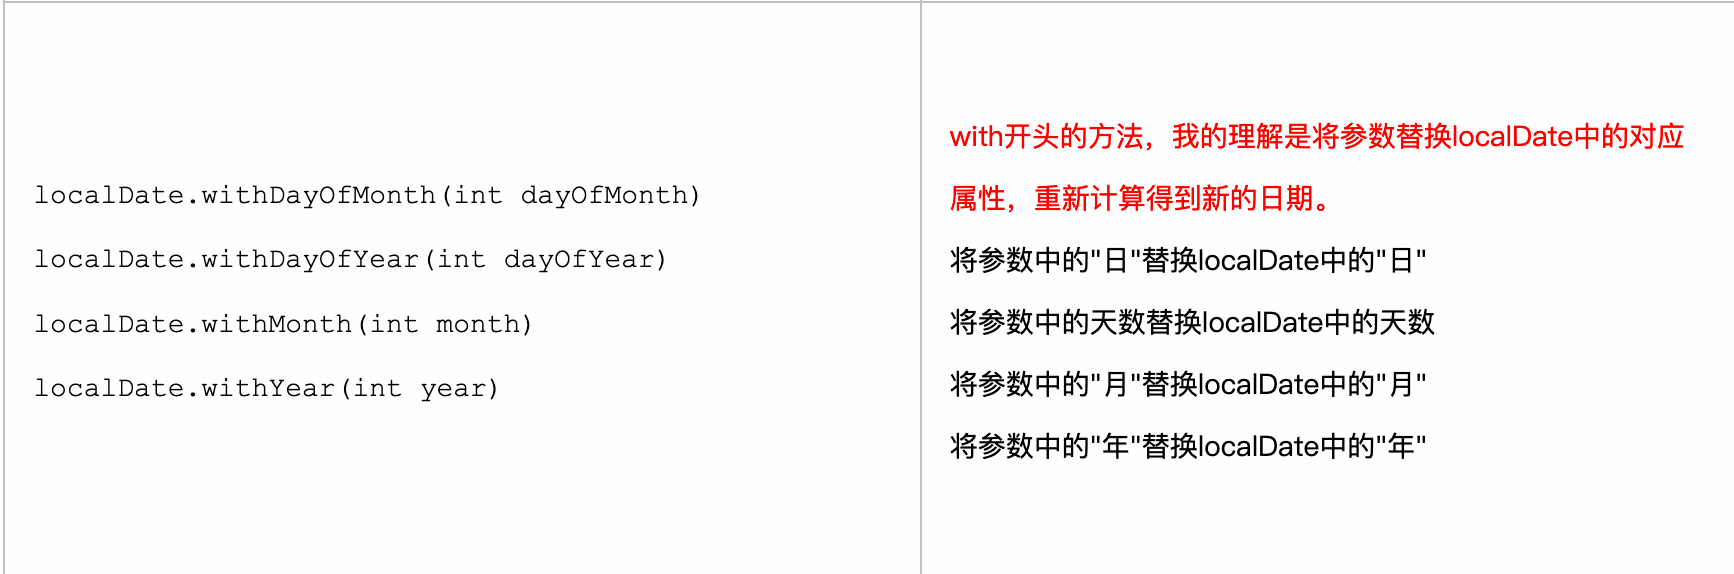 localDate.withDayOfMonth(int dayOfMonth)
localDate.withDayOfYear(int dayOfYear)
localDate.withMonth(int month)
localDate.withYear(int year)
with开头的方法，我的理解是将参数替换localDate中的对应
属性，重新计算得到新的日期。
将参数中的"日"替换localDate中的"日"
将参数中的天数替换localDate中的天数
将参数中的"月"替换localDate中的"月"
将参数中的"年"替换localDate中的"年"